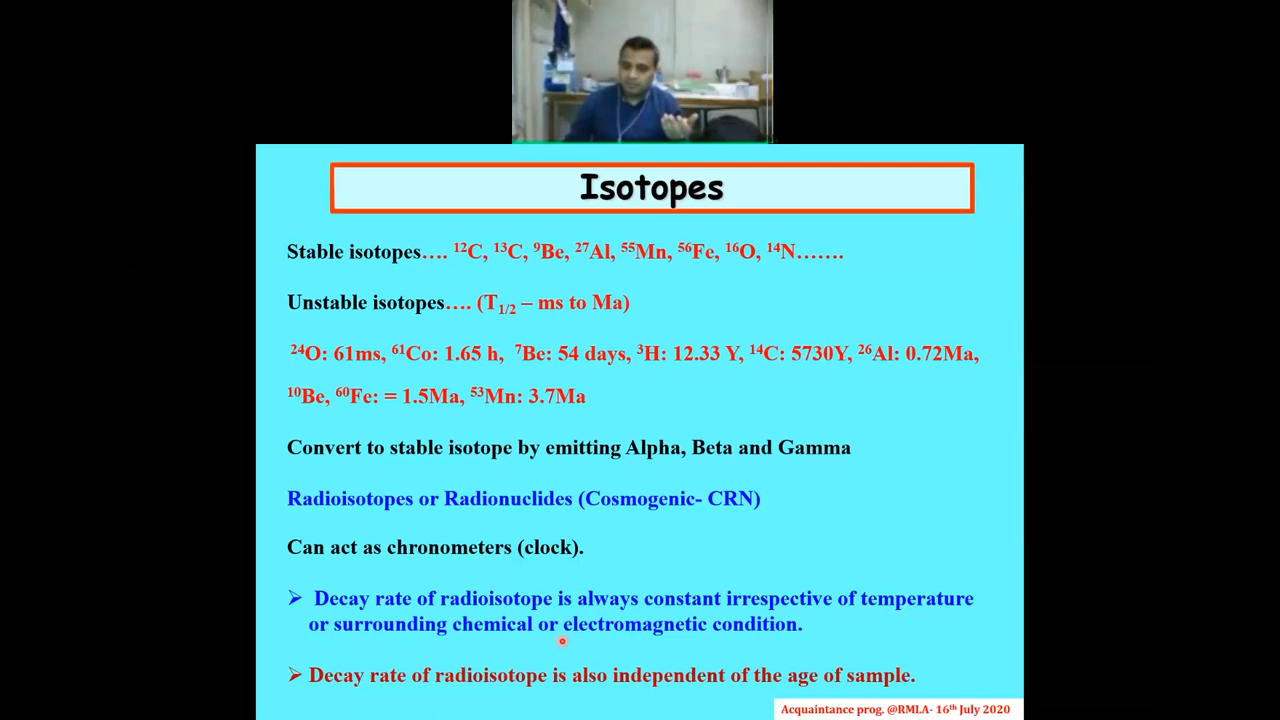 Isotopes
Stable isotopes…. ¹²C, ¹³C, ⁹Be, ²⁷Al, ⁵⁵Mn, ⁵⁶Fe, ¹⁶O, ¹⁴N…….
Unstable isotopes…. (T₁/₂ – ms to Ma)
²⁴O: 61ms, ⁶¹Co: 1.65 h, ⁷Be: 54 days, ³H: 12.33 Y, ¹⁴C: 5730Y, ²⁶Al: 0.72Ma,
¹⁰Be, ⁶⁰Fe: = 1.5Ma, ⁵³Mn: 3.7Ma
Convert to stable isotope by emitting Alpha, Beta and Gamma
Radioisotopes or Radionuclides (Cosmogenic- CRN)
Can act as chronometers (clock).
➢ Decay rate of radioisotope is always constant irrespective of temperature
or surrounding chemical or electromagnetic condition.
➢ Decay rate of radioisotope is also independent of the age of sample.
Acquaintance prog. @RMLA- 16ᵗʰ July 2020